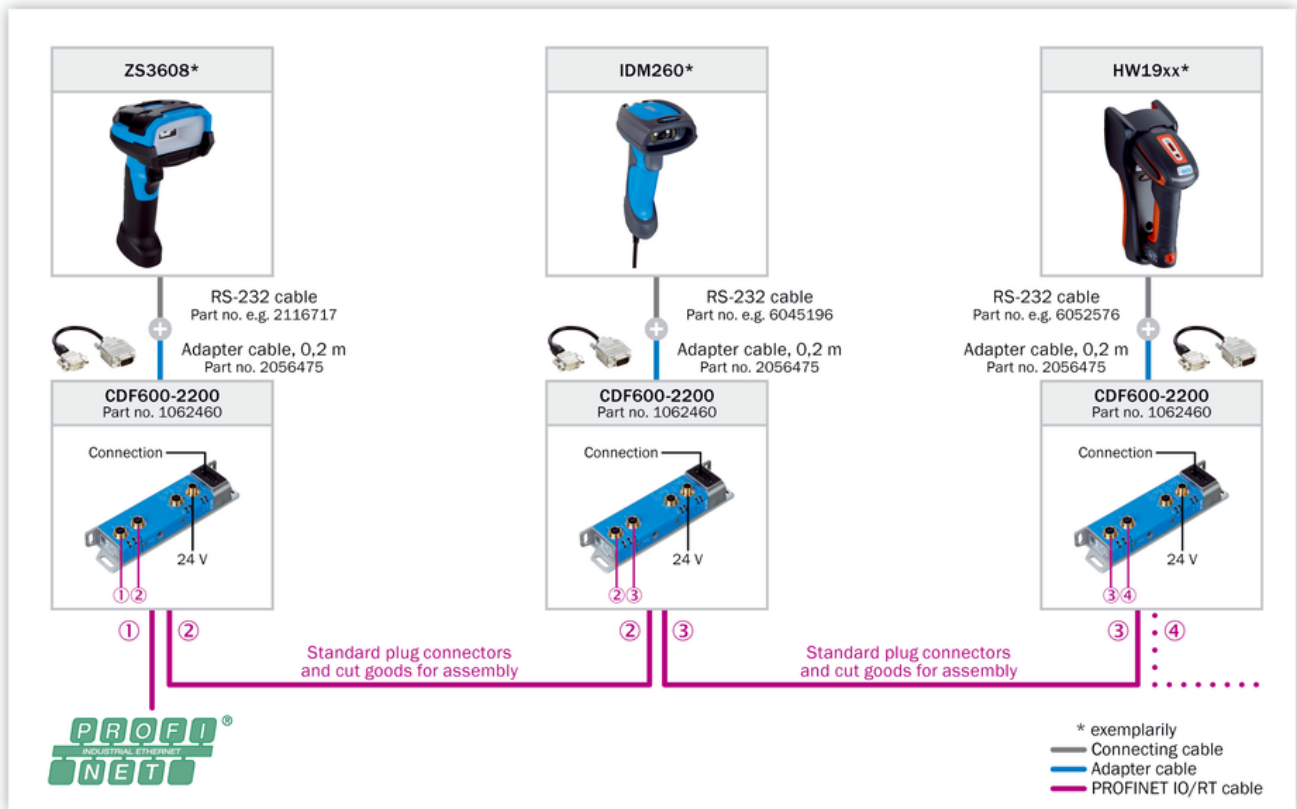 ZS3608*
IDM260*
HW19xx*
RS-232 cable
Part no. e.g. 2116717
Adapter cable, 0,2 m
Part no. 2056475
RS-232 cable
Part no. e.g. 6045196
Adapter cable, 0,2 m
Part no. 2056475
RS-232 cable
Part no. e.g. 6052576
Adapter cable, 0,2 m
Part no. 2056475
CDF600-2200
Part no. 1062460
Connection
24 V
①②
CDF600-2200
Part no. 1062460
Connection
24 V
②③
CDF600-2200
Part no. 1062460
Connection
24 V
③④
① ②
② ③
③ ④
Standard plug connectors
and cut goods for assembly
Standard plug connectors
and cut goods for assembly
PROFI®
INDUSTRIAL ETHERNET
NET
* exemplarily
Connecting cable
Adapter cable
PROFINET IO/RT cable